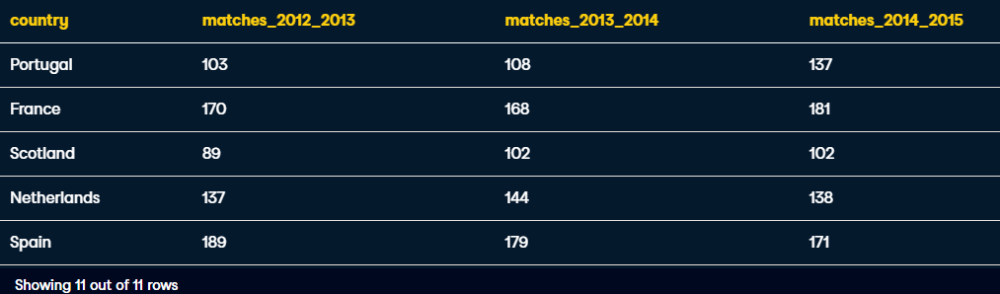 country matches_2012_2013 matches_2013_2014 matches_2014_2015
Portugal 103 108 137
France 170 168 181
Scotland 89 102 102
Netherlands 137 144 138
Spain 189 179 171
Showing 11 out of 11 rows